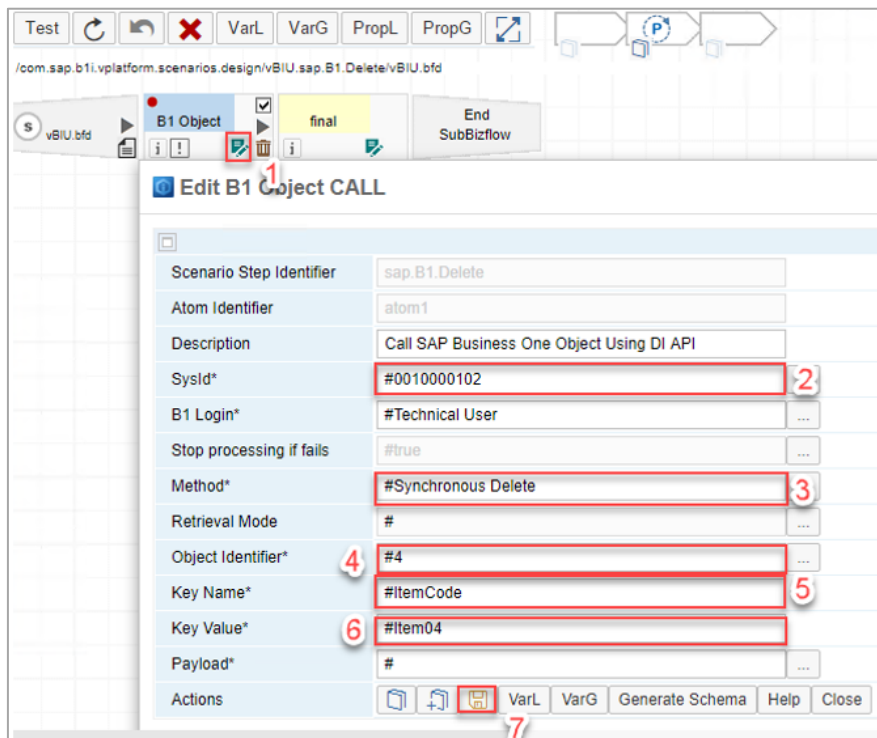 Test VarL VarG PropL PropG
/com.sap.b1i.vplatform.scenarios.design/vBIU.sap.B1.Delete/vBIU.bfd
S vBIU.bfd B1 Object final End
SubBizflow
i ! i
1
Edit B1 Object CALL
Scenario Step Identifier sap.B1.Delete
Atom Identifier atom1
Description Call SAP Business One Object Using DI API
SysId* #0010000102 2
B1 Login* #Technical User ...
Stop processing if fails #true ...
Method* #Synchronous Delete 3
Retrieval Mode # ...
Object Identifier* 4 #4 ...
Key Name* #ItemCode 5
Key Value* 6 #Item04
Payload* # ...
Actions VarL VarG Generate Schema Help Close
7